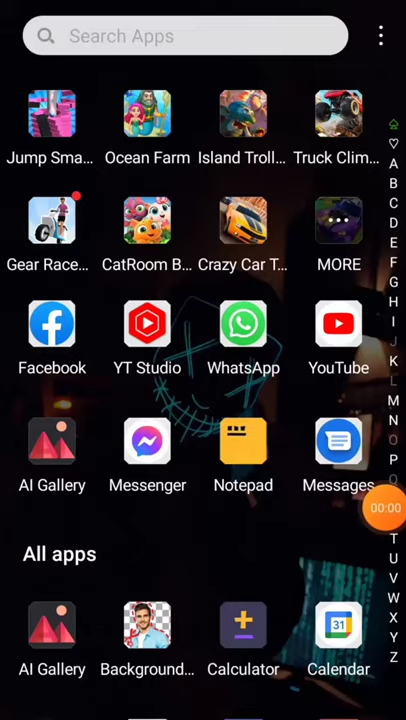 Search Apps
Jump Sma...
Ocean Farm
Island Troll...
Truck Clim...
Gear Race...
CatRoom B...
Crazy Car T...
MORE
Facebook
YT Studio
WhatsApp
YouTube
AI Gallery
Messenger
Notepad
Messages
All apps
AI Gallery
Background...
Calculator
31
Calendar
A
B
C
D
E
F
G
H
I
J
K
L
M
N
O
P
Q
00:00
T
U
V
W
X
Y
Z